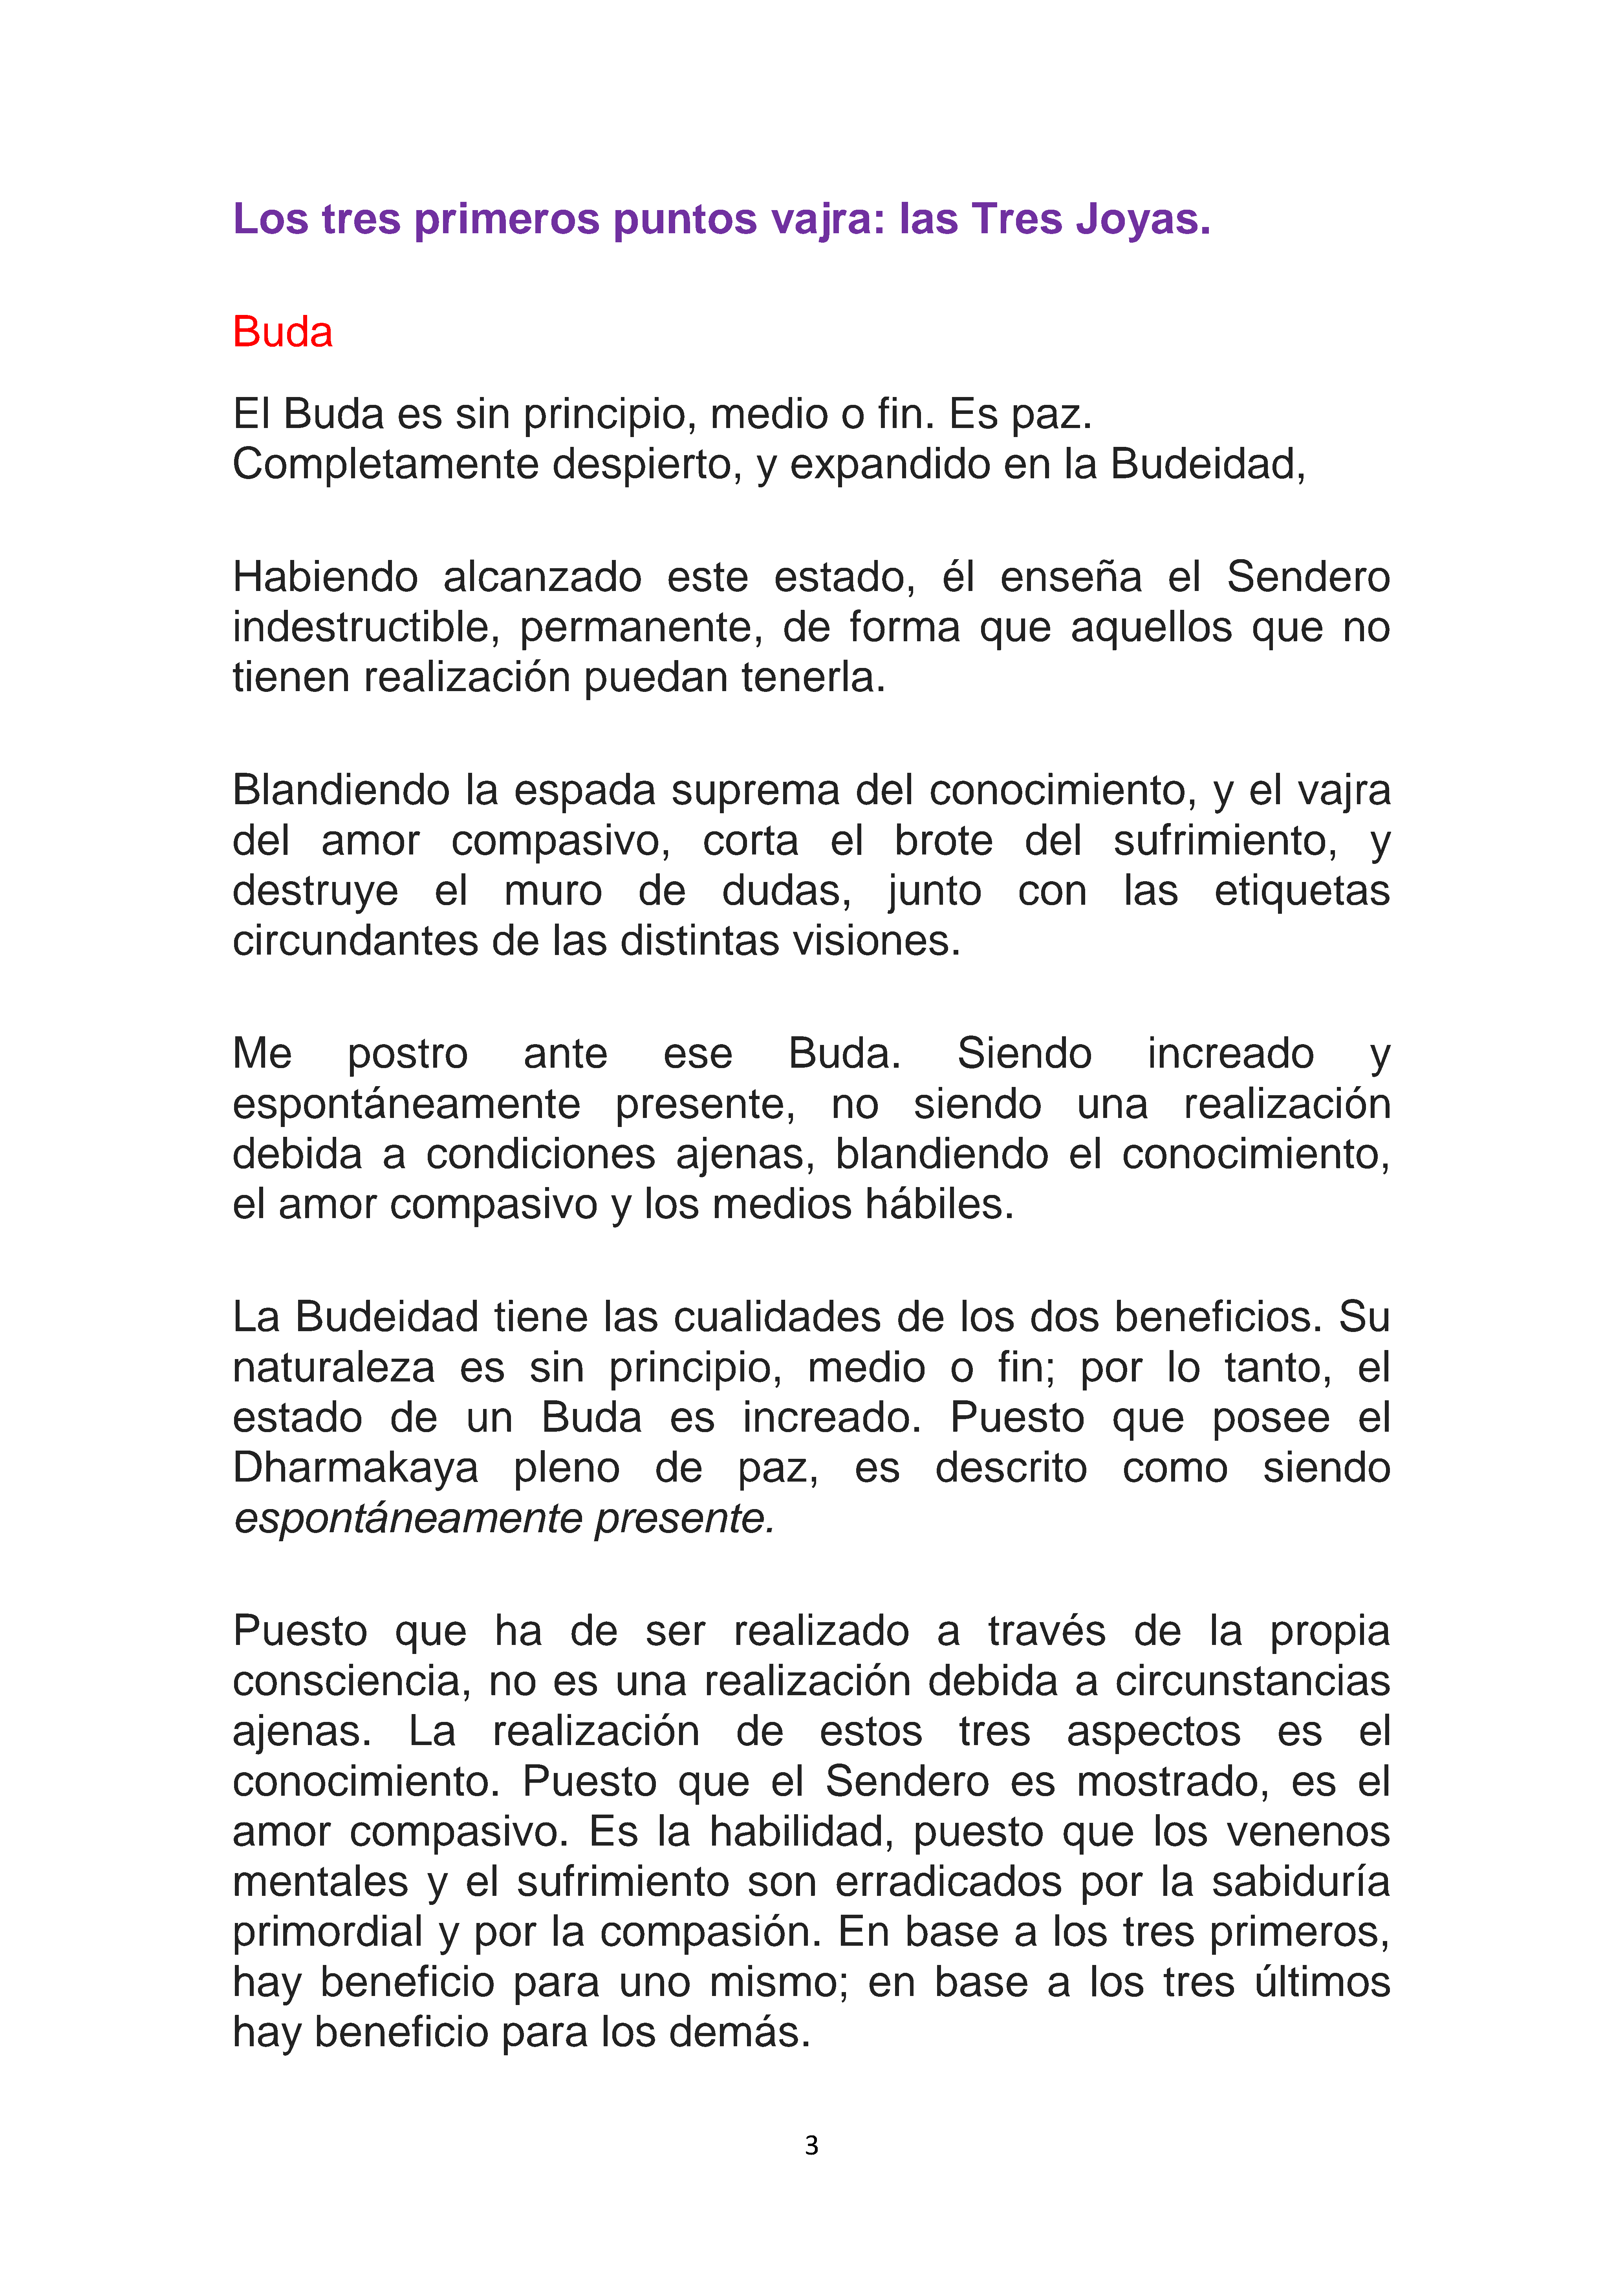 Los tres primeros puntos vajra: las Tres Joyas.
Buda
El Buda es sin principio, medio o fin. Es paz.
Completamente despierto, y expandido en la Budeidad,
Habiendo alcanzado este estado, él enseña el Sendero
indestructible, permanente, de forma que aquellos que no
tienen realización puedan tenerla.
Blandiendo la espada suprema del conocimiento, y el vajra
del amor compasivo, corta el brote del sufrimiento, y
destruye el muro de dudas, junto con las etiquetas
circundantes de las distintas visiones.
Me postro ante ese Buda. Siendo increado y
espontáneamente presente, no siendo una realización
debida a condiciones ajenas, blandiendo el conocimiento,
el amor compasivo y los medios hábiles.
La Budeidad tiene las cualidades de los dos beneficios. Su
naturaleza es sin principio, medio o fin; por lo tanto, el
estado de un Buda es increado. Puesto que posee el
Dharmakaya pleno de paz, es descrito como siendo
espontáneamente presente.
Puesto que ha de ser realizado a través de la propia
consciencia, no es una realización debida a circunstancias
ajenas. La realización de estos tres aspectos es el
conocimiento. Puesto que el Sendero es mostrado, es el
amor compasivo. Es la habilidad, puesto que los venenos
mentales y el sufrimiento son erradicados por la sabiduría
primordial y por la compasión. En base a los tres primeros,
hay beneficio para uno mismo; en base a los tres últimos
hay beneficio para los demás.
3